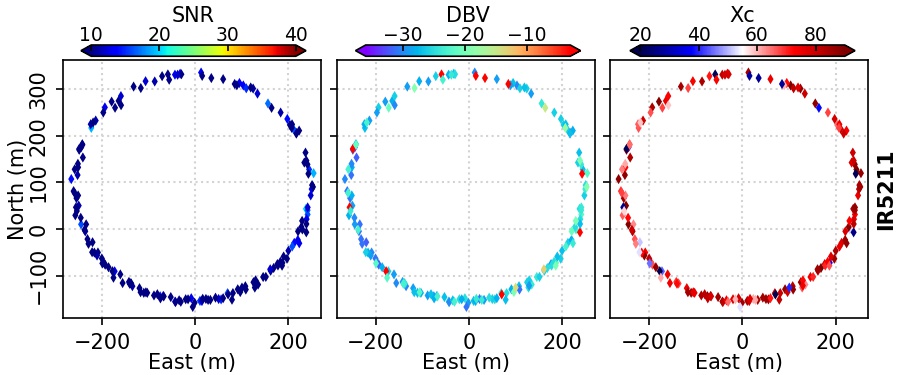 SNR DBV Xc
10 20 30 40 −30 −20 −10 20 40 60 80
North (m)
300
200
100
0
−100
IR5211
−200 0 200 −200 0 200 −200 0 200
East (m) East (m) East (m)